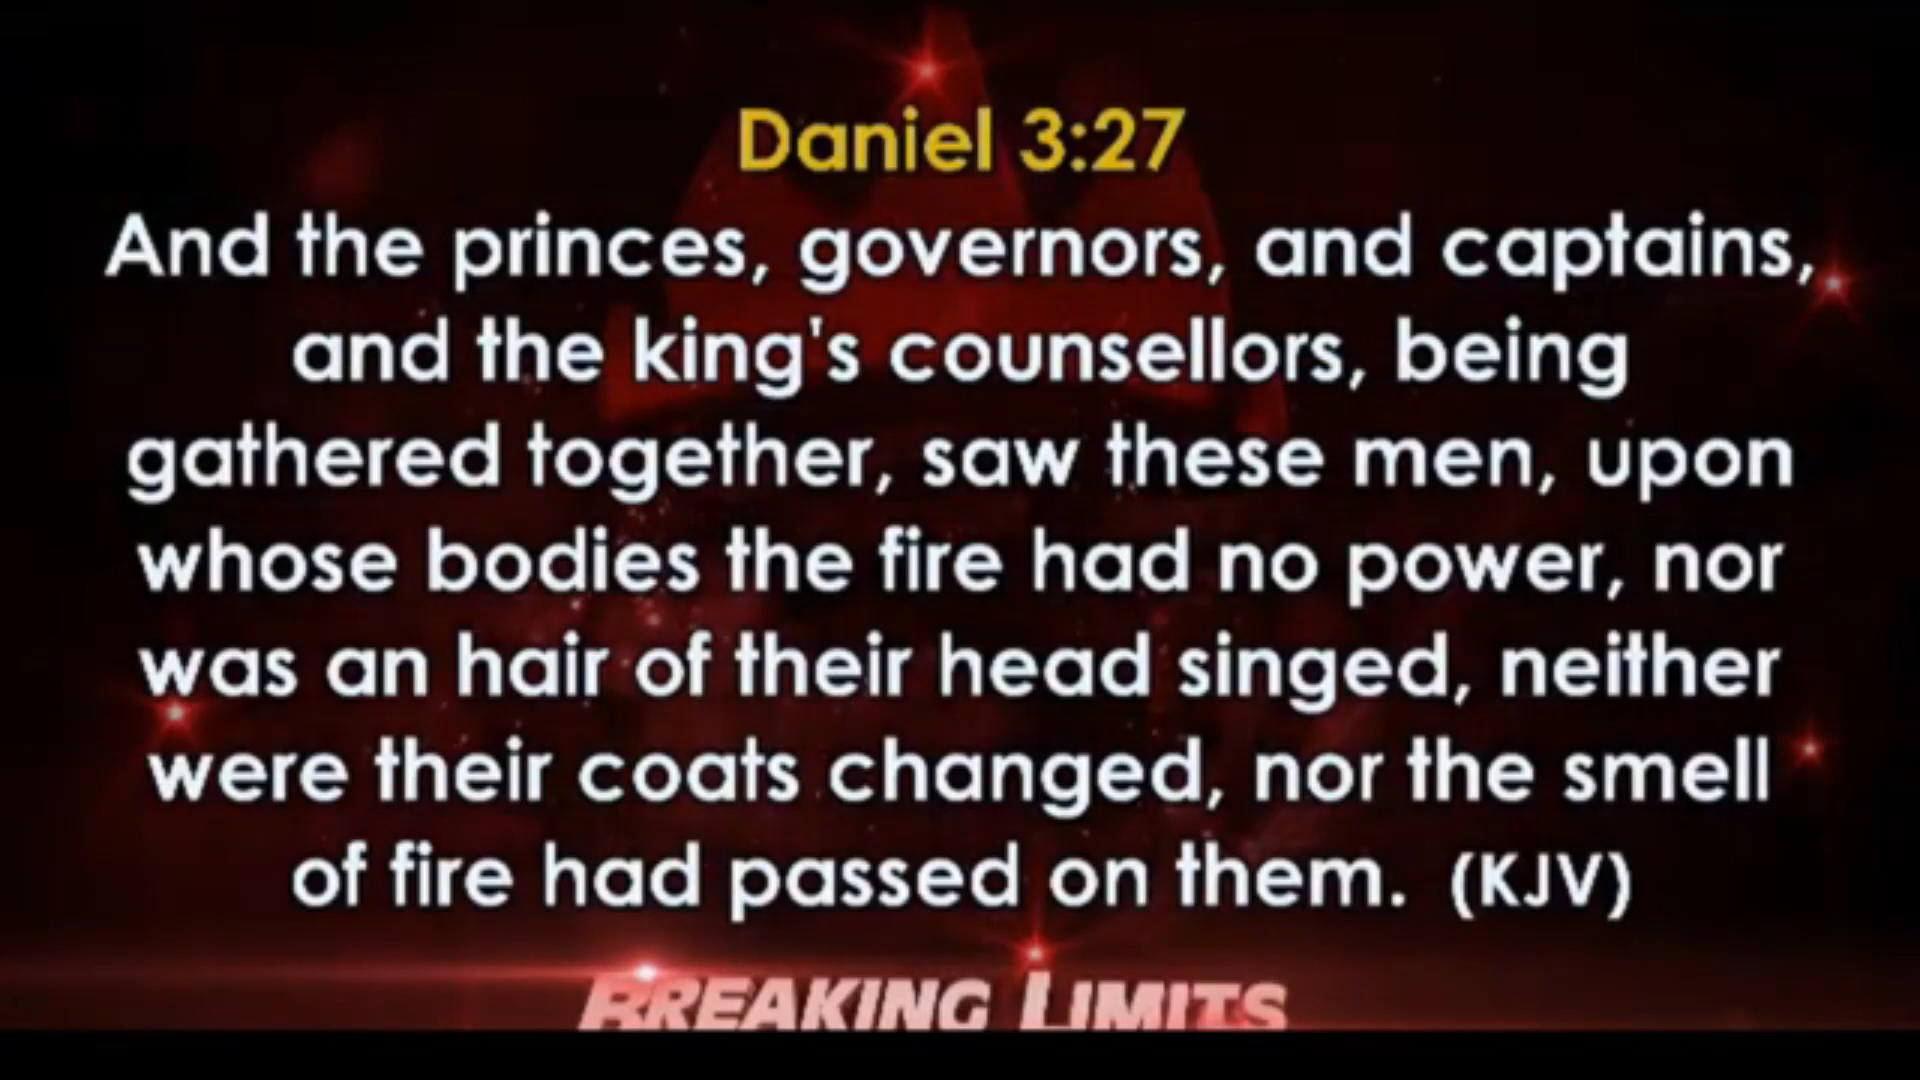 Daniel 3:27
And the princes, governors, and captains,
and the king's counsellors, being
gathered together, saw these men, upon
whose bodies the fire had no power, nor
was an hair of their head singed, neither
were their coats changed, nor the smell
of fire had passed on them. (KJV)
BREAKING LIMITS